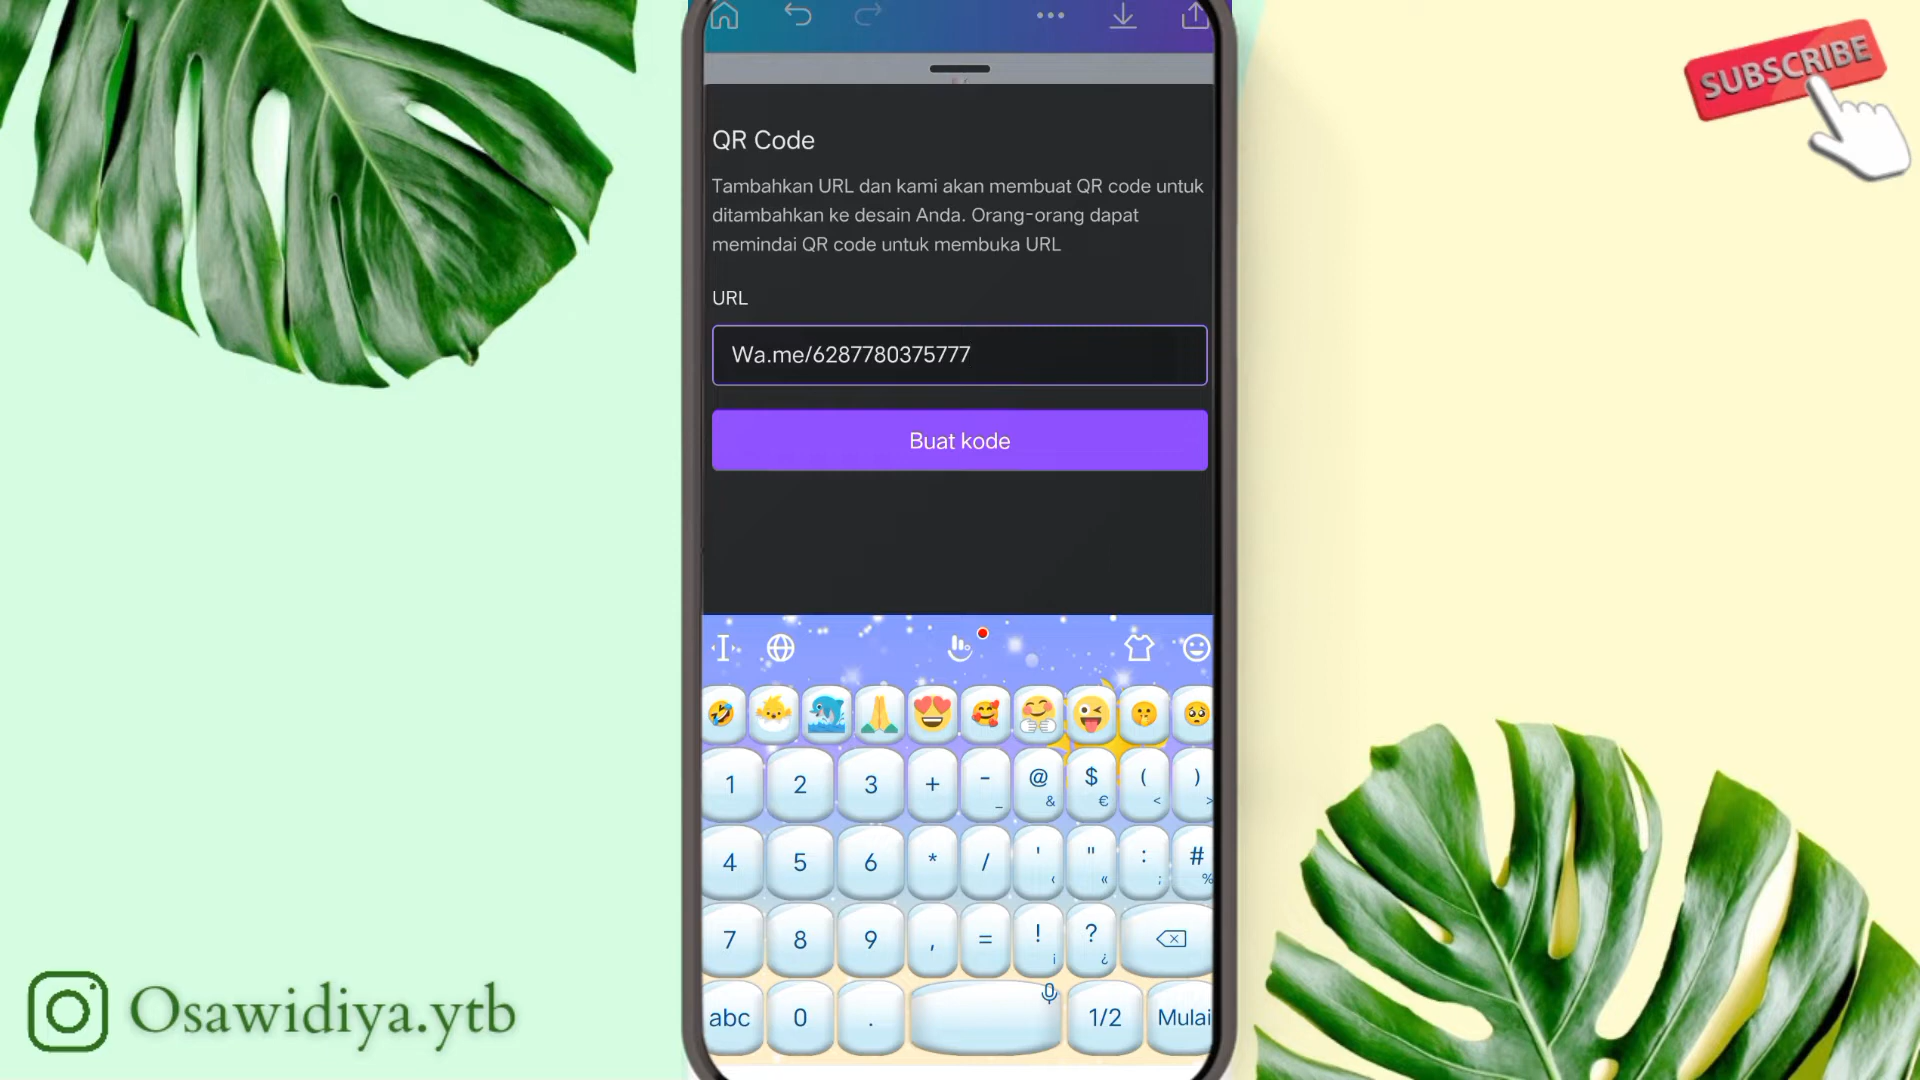 SUBSCRIBE
QR Code
Tambahkan URL dan kami akan membuat QR code untuk
ditambahkan ke desain Anda. Orang-orang dapat
memindai QR code untuk membuka URL
URL
Wa.me/6287780375777
Buat kode
1 2 3 + - _ @ & $ € ( < ) >
4 5 6 * / ' ‹ " « : ; # %
7 8 9 , = ! ¡ ? ¿
abc 0 . 1/2 Mulai
Osawidiya.ytb